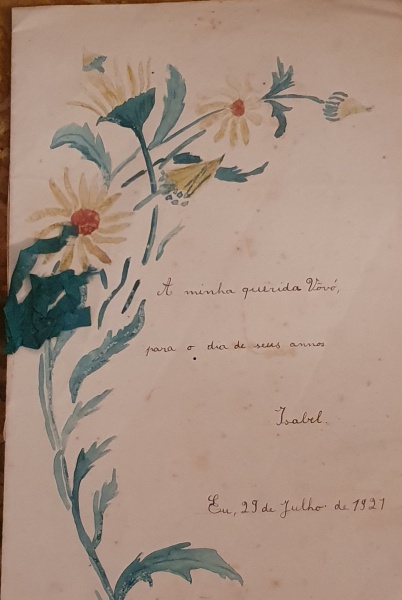 A minha querida Vovó,
para o dia de seus annos
Isabel.
Eu, 29 de Julho de 1921